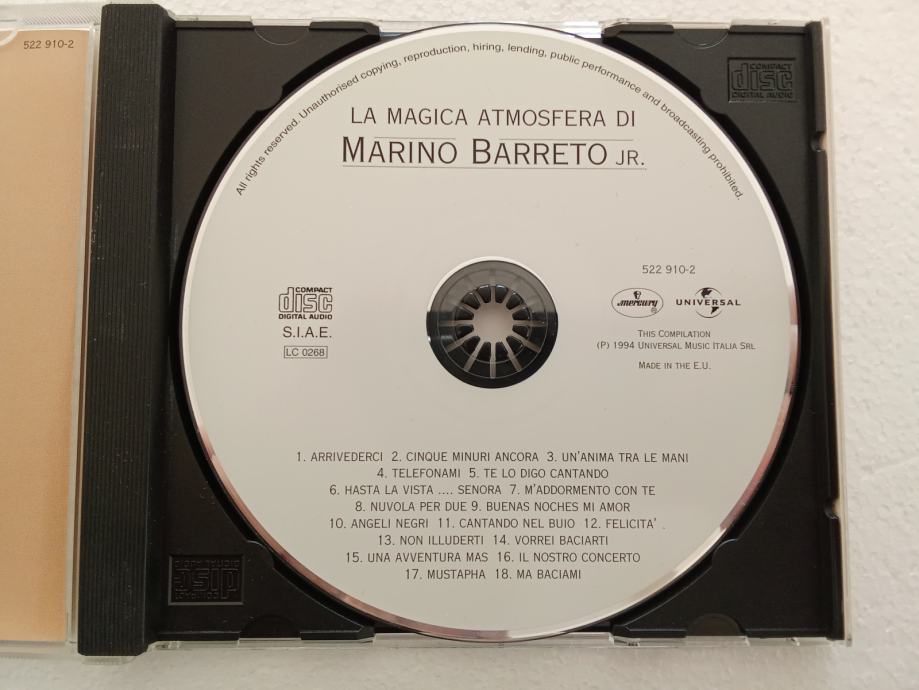 522 910-2
COMPACT
disc
DIGITAL AUDIO
All rights reserved. Unauthorised copying, reproduction, hiring, lending, public performance and broadcasting prohibited.
LA MAGICA ATMOSFERA DI
MARINO BARRETO JR.
522 910-2
COMPACT
disc
DIGITAL AUDIO
S.I.A.E.
LC 0268
mercury
UNIVERSAL
THIS COMPILATION
(P) 1994 UNIVERSAL MUSIC ITALIA SRL
MADE IN THE E.U.
1. ARRIVEDERCI 2. CINQUE MINURI ANCORA 3. UN'ANIMA TRA LE MANI
4. TELEFONAMI 5. TE LO DIGO CANTANDO
6. HASTA LA VISTA .... SENORA 7. M'ADDORMENTO CON TE
8. NUVOLA PER DUE 9. BUENAS NOCHES MI AMOR
10. ANGELI NEGRI 11. CANTANDO NEL BUIO 12. FELICITA' .
13. NON ILLUDERTI 14. VORREI BACIARTI
15. UNA AVVENTURA MAS 16. IL NOSTRO CONCERTO
17. MUSTAPHA 18. MA BACIAMI
COMPACT
disc
DIGITAL AUDIO